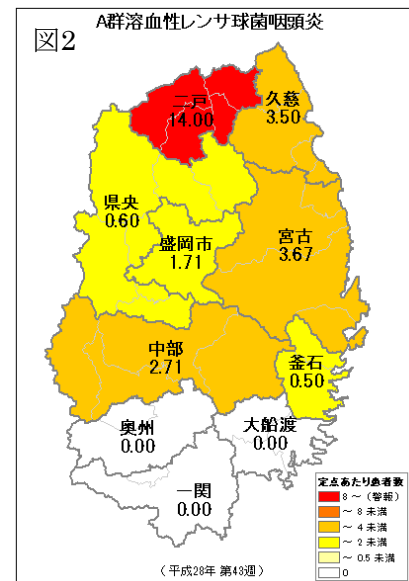 A群溶血性レンサ球菌咽頭炎
図2
二戸
14.00
久慈
3.50
県央
0.60
盛岡市
1.71
宮古
3.67
中部
2.71
釜石
0.50
奥州
0.00
大船渡
0.00
一関
0.00
定点あたり患者数
8 ~ (警報)
~ 8 未満
~ 4 未満
~ 2 未満
~ 0.5 未満
0
(平成28年 第43週)